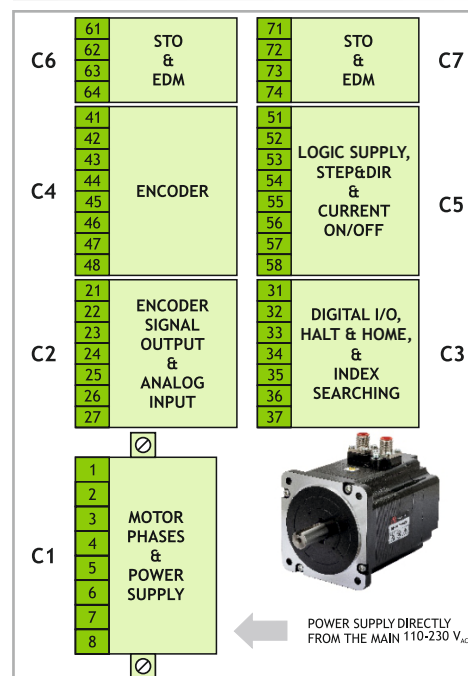 C6
61
62
63
64
STO
&
EDM
71
72
73
74
STO
&
EDM
C7
C4
41
42
43
44
45
46
47
48
ENCODER
51
52
53
54
55
56
57
58
LOGIC SUPPLY,
STEP&DIR
&
CURRENT
ON/OFF
C5
C2
21
22
23
24
25
26
27
ENCODER
SIGNAL
OUTPUT
&
ANALOG
INPUT
31
32
33
34
35
36
37
DIGITAL I/O,
HALT & HOME,
&
INDEX
SEARCHING
C3
C1
1
2
3
4
5
6
7
8
MOTOR
PHASES
&
POWER
SUPPLY
POWER SUPPLY DIRECTLY
FROM THE MAIN 110-230 VAC